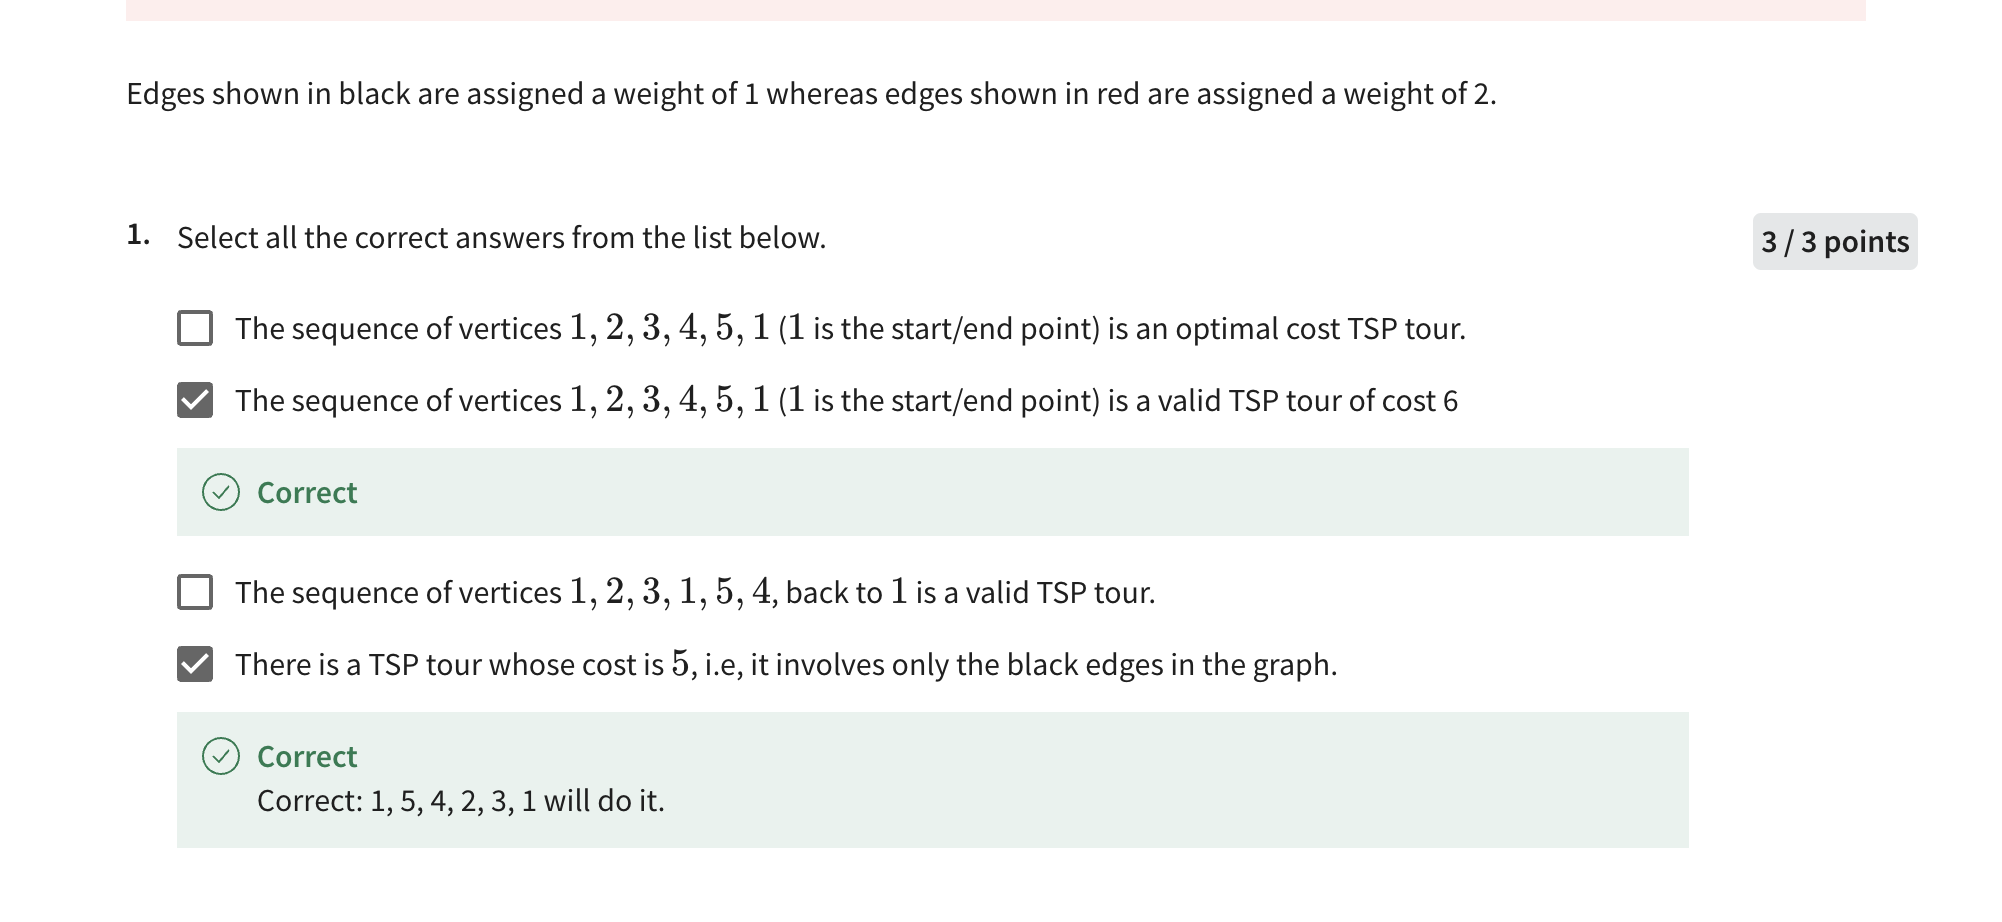 Edges shown in black are assigned a weight of 1 whereas edges shown in red are assigned a weight of 2.
1. Select all the correct answers from the list below.
3 / 3 points
The sequence of vertices 1, 2, 3, 4, 5, 1 (1 is the start/end point) is an optimal cost TSP tour.
The sequence of vertices 1, 2, 3, 4, 5, 1 (1 is the start/end point) is a valid TSP tour of cost 6
Correct
The sequence of vertices 1, 2, 3, 1, 5, 4, back to 1 is a valid TSP tour.
There is a TSP tour whose cost is 5, i.e, it involves only the black edges in the graph.
Correct
Correct: 1, 5, 4, 2, 3, 1 will do it.